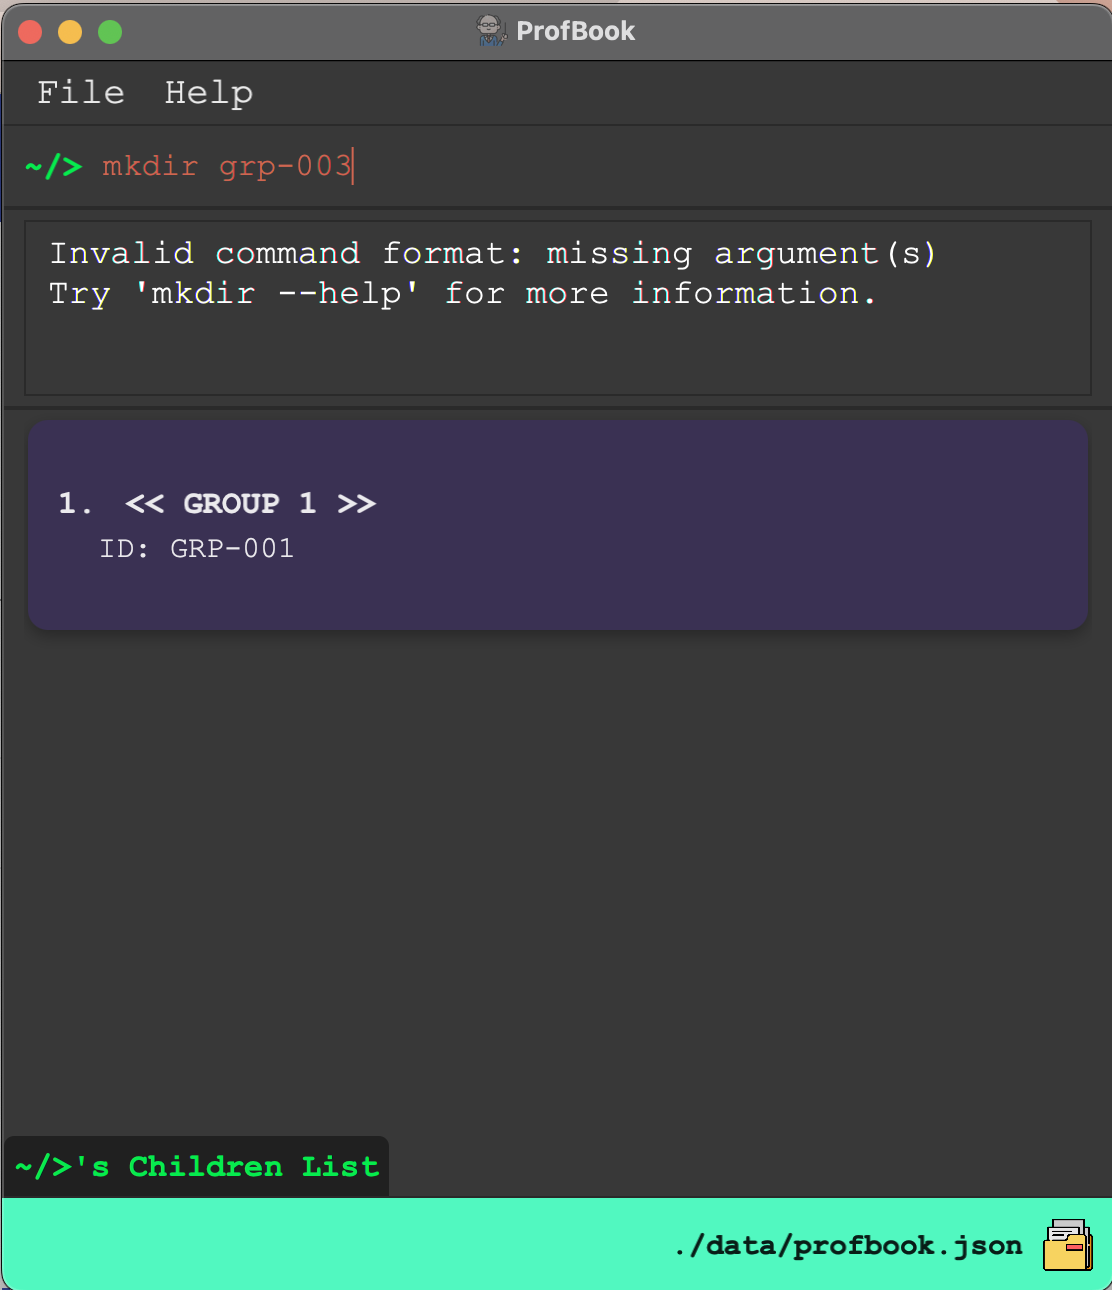 ProfBook
File Help
~/> mkdir grp-003
Invalid command format: missing argument(s)
Try 'mkdir --help' for more information.
1. << GROUP 1 >>
ID: GRP-001
~/>'s Children List
./data/profbook.json